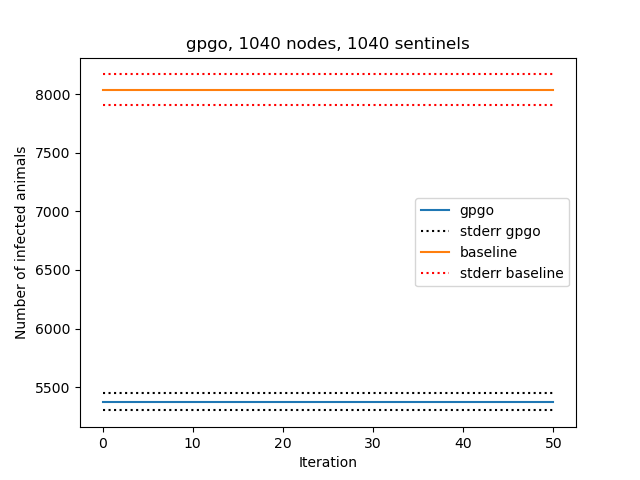 gpgo, 1040 nodes, 1040 sentinels
Number of infected animals
8000
7500
7000
6500
6000
5500
gpgo
stderr gpgo
baseline
stderr baseline
0 10 20 30 40 50
Iteration